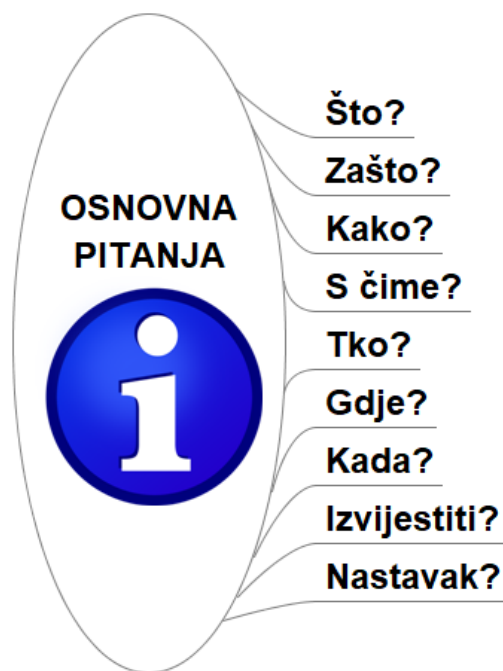 OSNOVNA
PITANJA
Što?
Zašto?
Kako?
S čime?
Tko?
Gdje?
Kada?
Izvijestiti?
Nastavak?